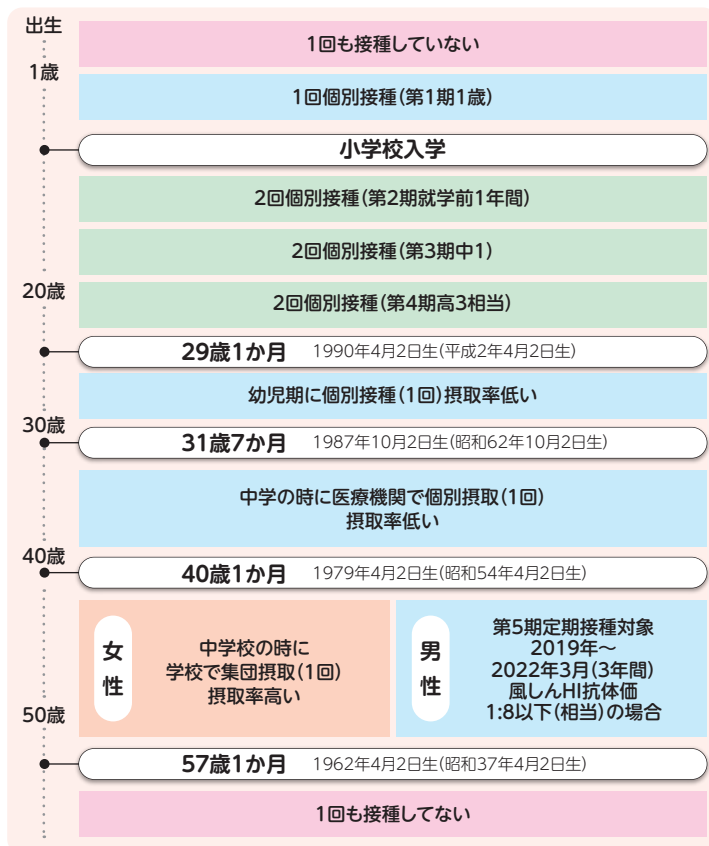 出生
1回も接種していない
1歳
1回個別接種(第1期1歳)
小学校入学
2回個別接種(第2期就学前1年間)
2回個別接種(第3期中1)
20歳
2回個別接種(第4期高3相当)
29歳1か月 1990年4月2日生(平成2年4月2日生)
幼児期に個別接種(1回)摂取率低い
30歳
31歳7か月 1987年10月2日生(昭和62年10月2日生)
中学の時に医療機関で個別摂取(1回)
摂取率低い
40歳
40歳1か月 1979年4月2日生(昭和54年4月2日生)
女性
中学校の時に
学校で集団摂取(1回)
摂取率高い
男性
第5期定期接種対象
2019年～
2022年3月(3年間)
風しんHI抗体価
1:8以下(相当)の場合
50歳
57歳1か月 1962年4月2日生(昭和37年4月2日生)
1回も接種してない